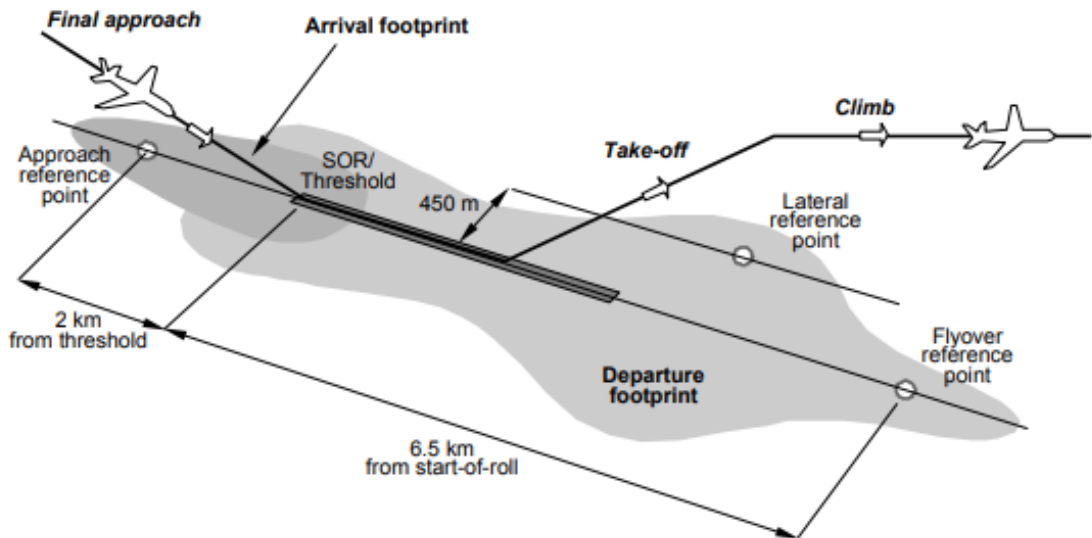 Final approach
Arrival footprint
Climb
Take-off
SOR/
Threshold
Approach
reference
point
450 m
Lateral
reference
point
2 km
from threshold
Flyover
reference
point
Departure
footprint
6.5 km
from start-of-roll